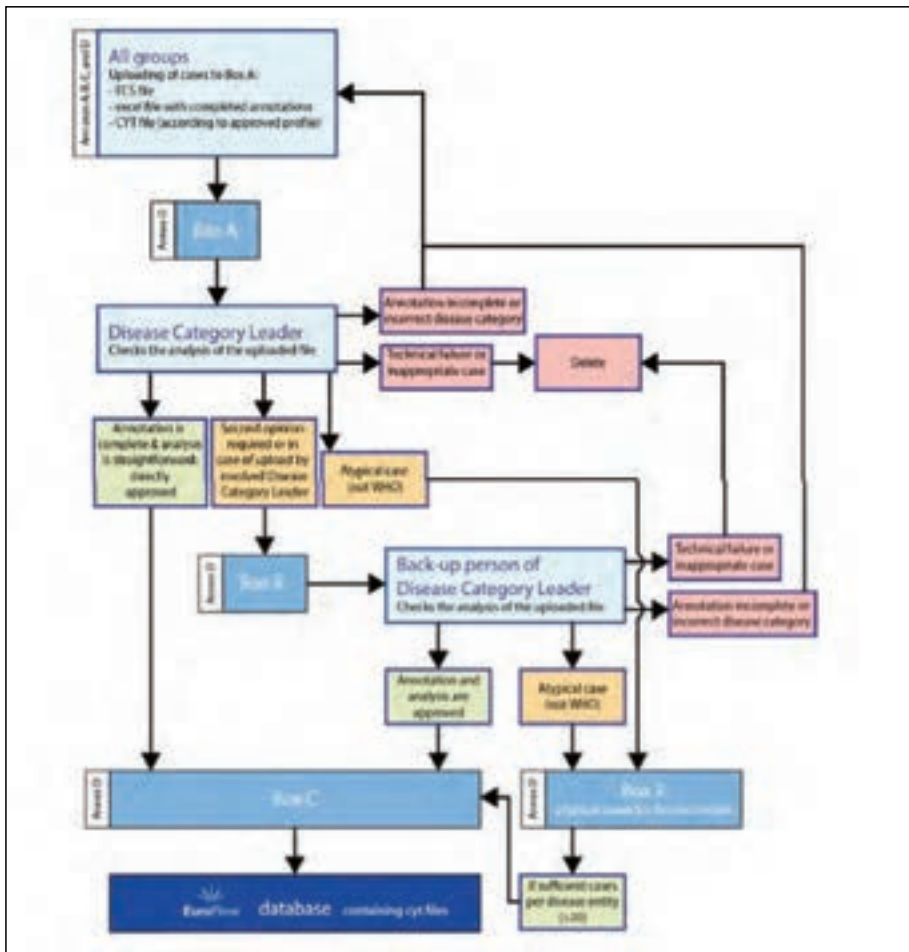 All groups
Uploading of cases to Box A:
- FCS file
- excel file with completed annotations
- CYT file (according to approved profile)
Annex D
Box A
Disease Category Leader
Checks the analysis of the uploaded file
Annotation incomplete or
incorrect disease category
Technical failure or
inappropriate case
Delete
Annotation is
complete & analysis
is straightforward:
directly
approved
Second opinion
required or in
case of upload by
involved Disease
Category Leader
Atypical case
(not WHO)
Annex D
Box B
Back-up person of
Disease Category Leader
Checks the analysis of the uploaded file
Technical failure or
inappropriate case
Annotation incomplete or
incorrect disease category
Annotation and
analysis are
approved
Atypical case
(not WHO)
Annex D
Box C
Annex D
Box
EuroFlow database containing cyt files
If sufficient cases
per disease entity